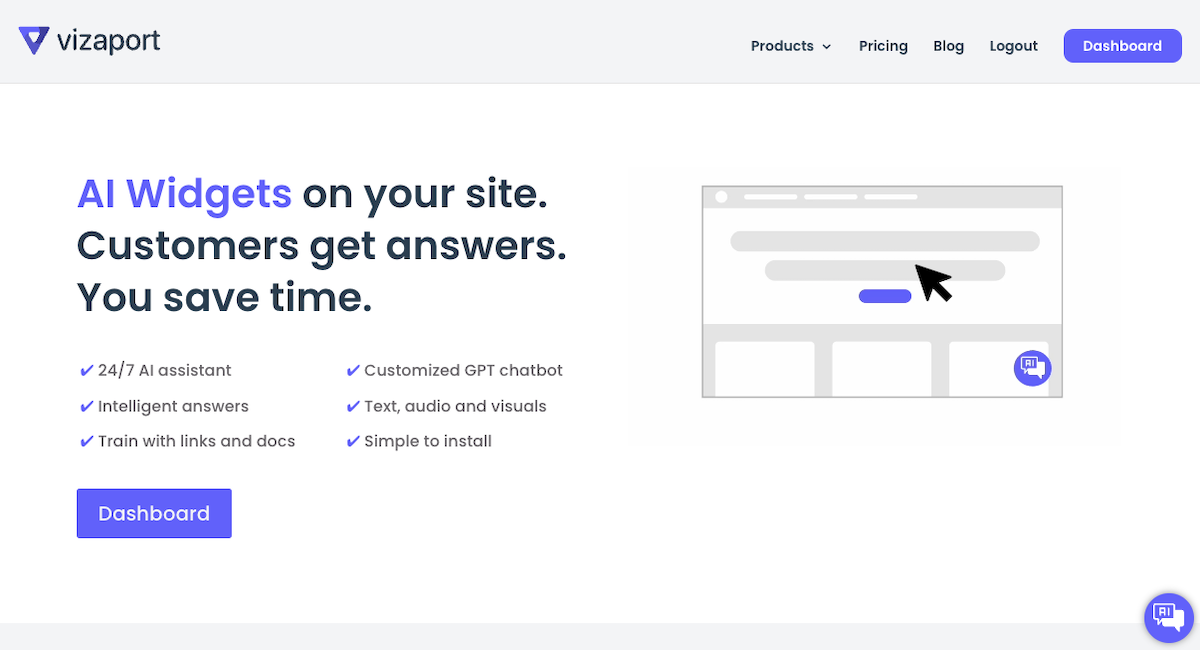 vizaport
Products
Pricing
Blog
Logout
Dashboard
AI Widgets on your site.
Customers get answers.
You save time.
✔ 24/7 AI assistant
✔ Customized GPT chatbot
✔ Intelligent answers
✔ Text, audio and visuals
✔ Train with links and docs
✔ Simple to install
Dashboard
AI
AI